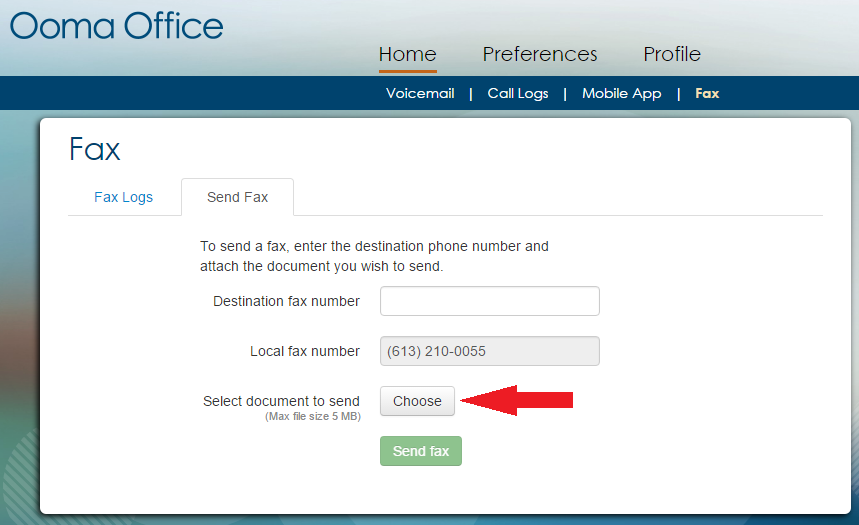 Ooma Office
Home Preferences Profile
Voicemail | Call Logs | Mobile App | Fax
Fax
Fax Logs Send Fax
To send a fax, enter the destination phone number and
attach the document you wish to send.
Destination fax number
Local fax number (613) 210-0055
Select document to send Choose
(Max file size 5 MB)
Send fax